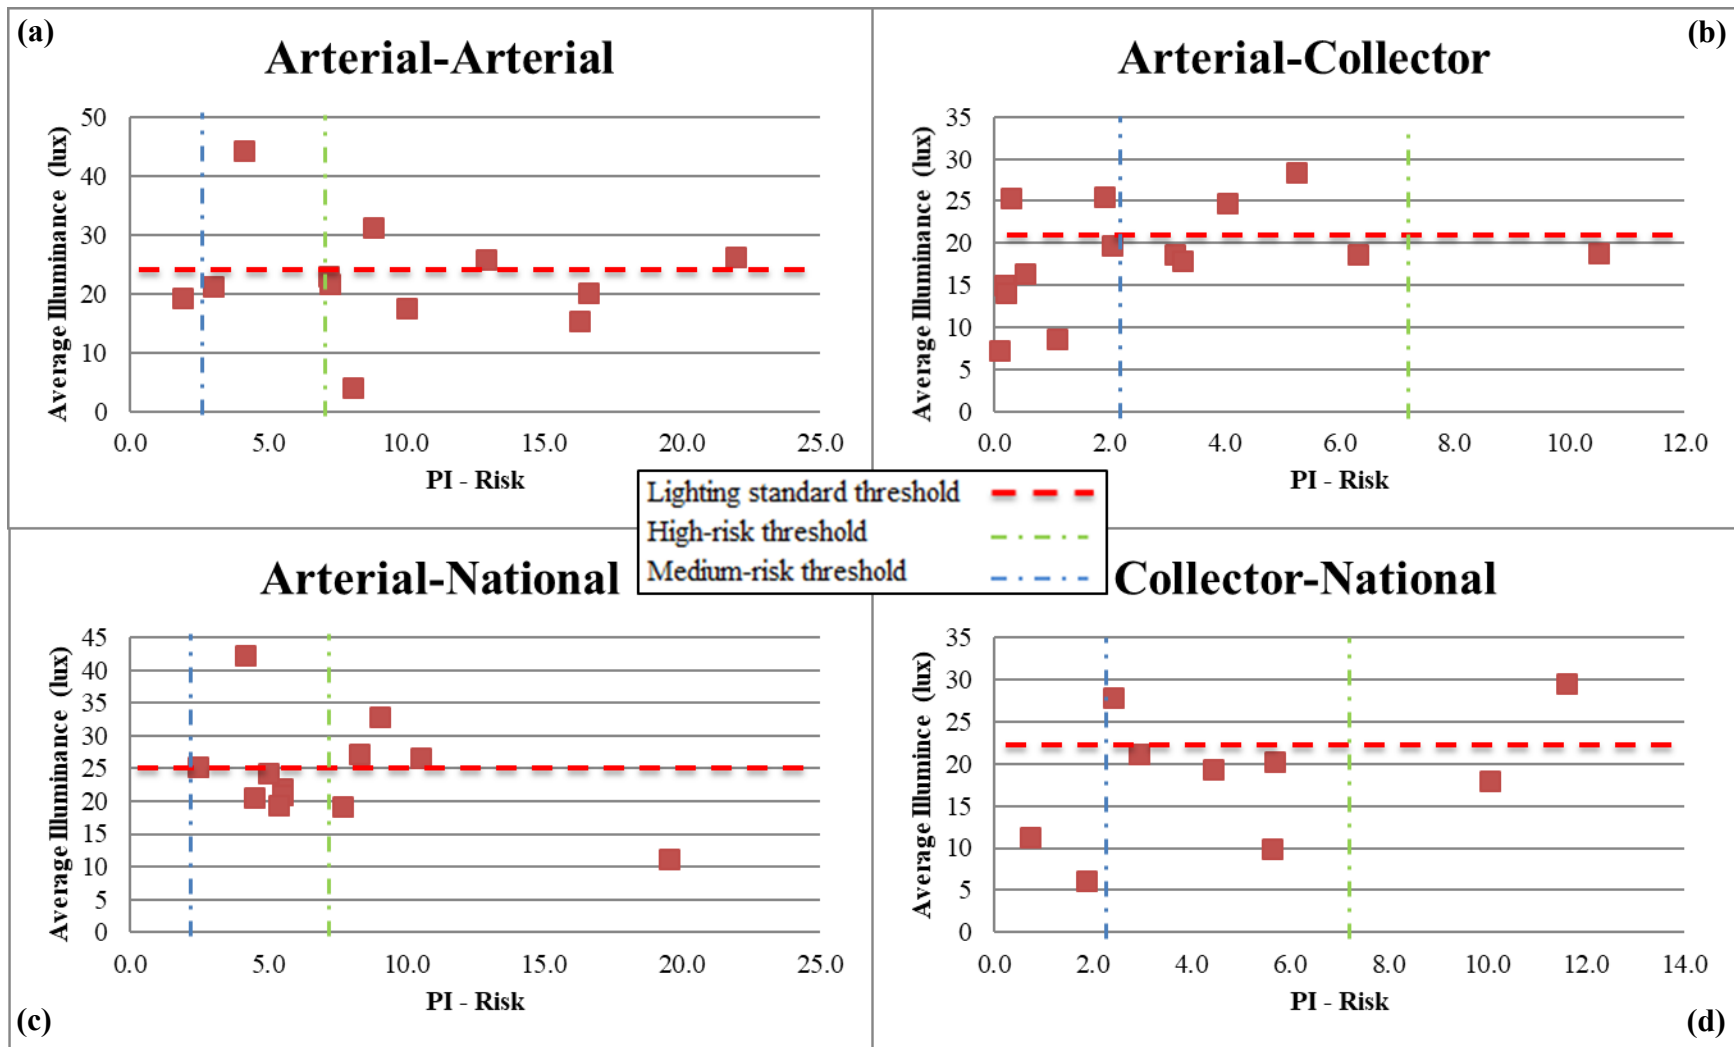 (a)
Arterial-Arterial
Average Illuminance (lux)
50
40
30
20
10
0
0.0 5.0 10.0 15.0 20.0 25.0
PI - Risk
(b)
Arterial-Collector
Average Illuminance (lux)
35
30
25
20
15
10
5
0
0.0 2.0 4.0 6.0 8.0 10.0 12.0
PI - Risk
Lighting standard threshold
High-risk threshold
Medium-risk threshold
Arterial-National
Average Illuminance (lux)
45
40
35
30
25
20
15
10
5
0
0.0 5.0 10.0 15.0 20.0 25.0
PI - Risk
(c)
Collector-National
Average Illumince (lux)
35
30
25
20
15
10
5
0
0.0 2.0 4.0 6.0 8.0 10.0 12.0 14.0
PI - Risk
(d)